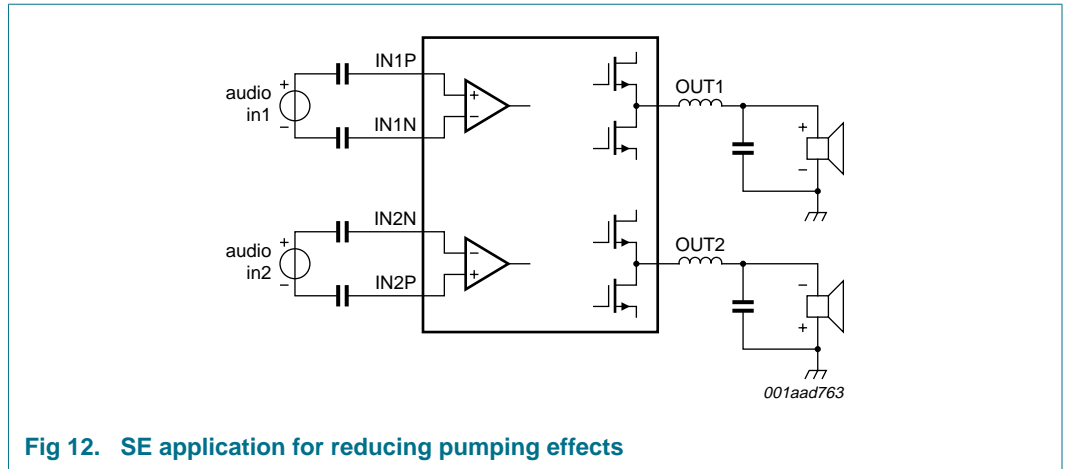 IN1P
audio
in1
+
−
IN1N
+
−
OUT1
+
−
IN2N
audio
in2
+
−
IN2P
−
+
OUT2
−
+
001aad763
Fig 12. SE application for reducing pumping effects